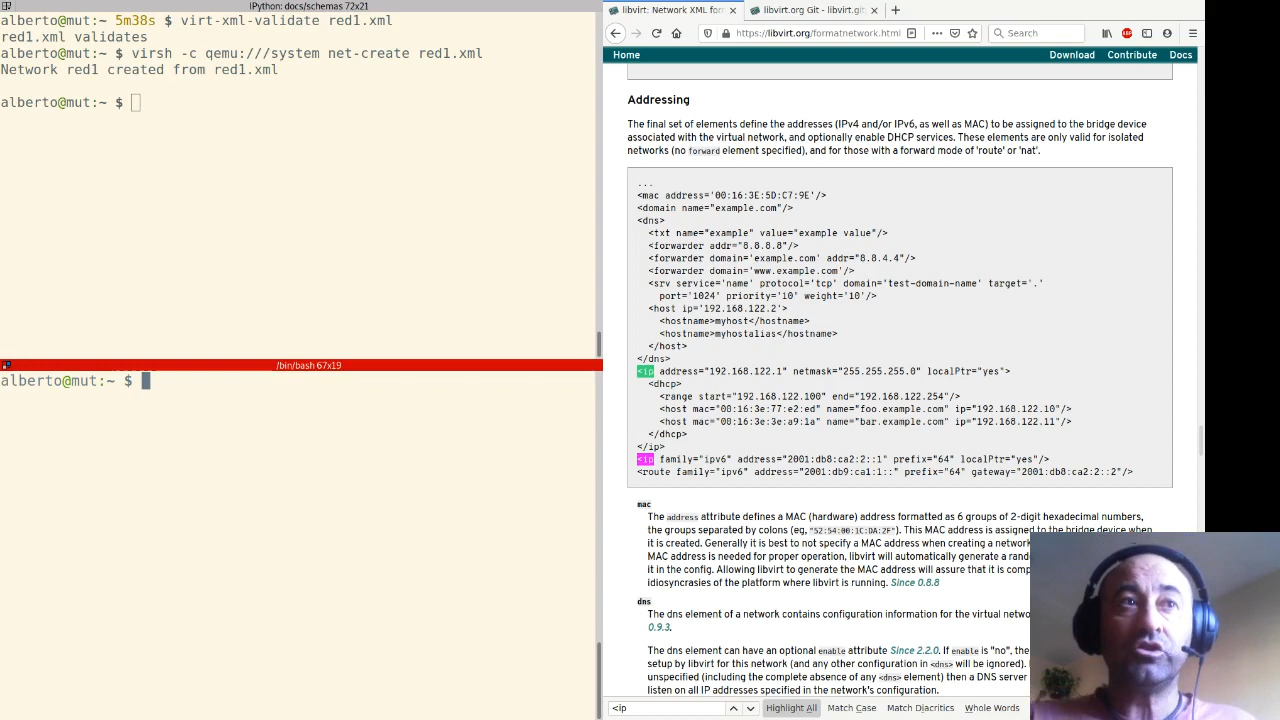 IPython: docs/schemas 72x21
alberto@mut:~ 5m38s $ virt-xml-validate red1.xml
red1.xml validates
alberto@mut:~ $ virsh -c qemu:///system net-create red1.xml
Network red1 created from red1.xml
alberto@mut:~ $
/bin/bash 67x19
alberto@mut:~ $
libvirt: Network XML for
libvirt.org Git - libvirt.git
https://libvirt.org/formatnetwork.html
Search
Home
Download
Contribute
Docs
Addressing
The final set of elements define the addresses (IPv4 and/or IPv6, as well as MAC) to be assigned to the bridge device
associated with the virtual network, and optionally enable DHCP services. These elements are only valid for isolated
networks (no forward element specified), and for those with a forward mode of 'route' or 'nat'.
...
<mac address='00:16:3E:5D:C7:9E'/>
<domain name="example.com"/>
<dns>
<txt name="example" value="example value"/>
<forwarder addr="8.8.8.8"/>
<forwarder domain='example.com' addr="8.8.4.4"/>
<forwarder domain='www.example.com'/>
<srv service='name' protocol='tcp' domain='test-domain-name' target='.'
port='1024' priority='10' weight='10'/>
<host ip='192.168.122.2'>
<hostname>myhost</hostname>
<hostname>myhostalias</hostname>
</host>
</dns>
<ip address="192.168.122.1" netmask="255.255.255.0" localPtr="yes">
<dhcp>
<range start="192.168.122.100" end="192.168.122.254"/>
<host mac="00:16:3e:77:e2:ed" name="foo.example.com" ip="192.168.122.10"/>
<host mac="00:16:3e:3e:a9:1a" name="bar.example.com" ip="192.168.122.11"/>
</dhcp>
</ip>
<ip family="ipv6" address="2001:db8:ca2:2::1" prefix="64" localPtr="yes"/>
<route family="ipv6" address="2001:db9:ca1:1::" prefix="64" gateway="2001:db8:ca2:2::2"/>
mac
The address attribute defines a MAC (hardware) address formatted as 6 groups of 2-digit hexadecimal numbers,
the groups separated by colons (eg, "52:54:00:1C:DA:2F"). This MAC address is assigned to the bridge device when
it is created. Generally it is best to not specify a MAC address when creating a network
MAC address is needed for proper operation, libvirt will automatically generate a rand
it in the config. Allowing libvirt to generate the MAC address will assure that it is comp
idiosyncrasies of the platform where libvirt is running. Since 0.8.8
dns
The dns element of a network contains configuration information for the virtual netwo
0.9.3.
The dns element can have an optional enable attribute Since 2.2.0. If enable is "no", the
setup by libvirt for this network (and any other configuration in <dns> will be ignored). I
unspecified (including the complete absence of any <dns> element) then a DNS server
listen on all IP addresses specified in the network's configuration.
<ip
Highlight All
Match Case
Match Diacritics
Whole Words